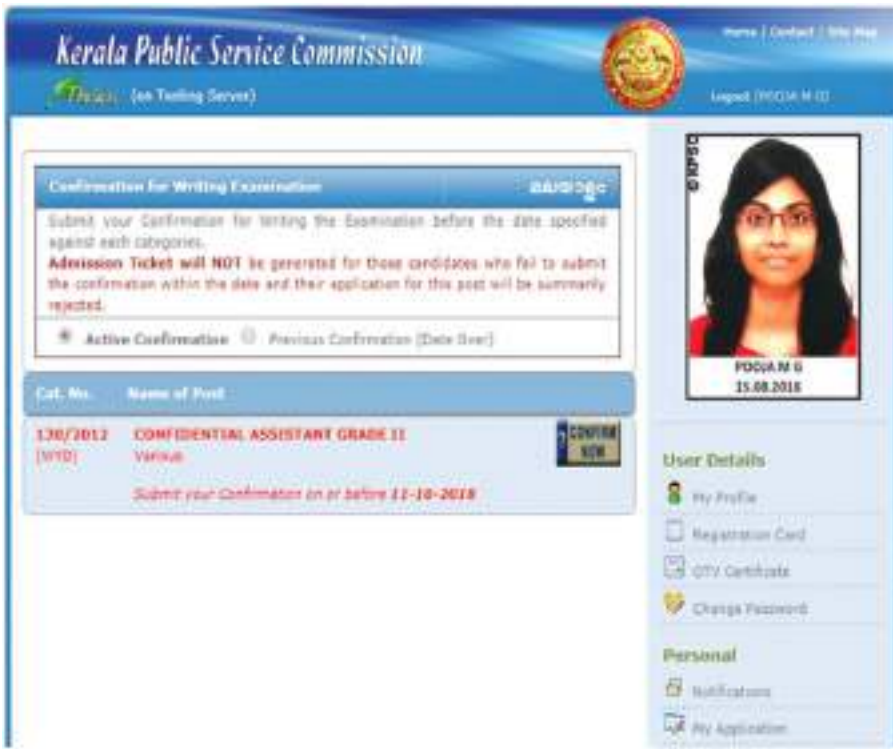 Kerala Public Service Commission
Home | Contact | Site Map
Thulasi (on Testing Server)
Logout [POOJA M G]
Confirmation for Writing Examination
മലയാളം
Submit your Confirmation for Writing the Examination before the date specified
against each categories.
Admission Ticket will NOT be generated for those candidates who fail to submit
the confirmation within the date and their application for this post will be summarily
rejected.
Active Confirmation Previous Confirmation [Date Over]
© KPSC
POOJA M G
15.08.2016
Cat. No. Name of Post
130/2012 CONFIDENTIAL ASSISTANT GRADE II
CONFIRM
NOW
[WYD] Various
Submit your Confirmation on or before 11-10-2018
User Details
My Profile
Registration Card
OTV Certificate
Change Password
Personal
Notifications
My Application